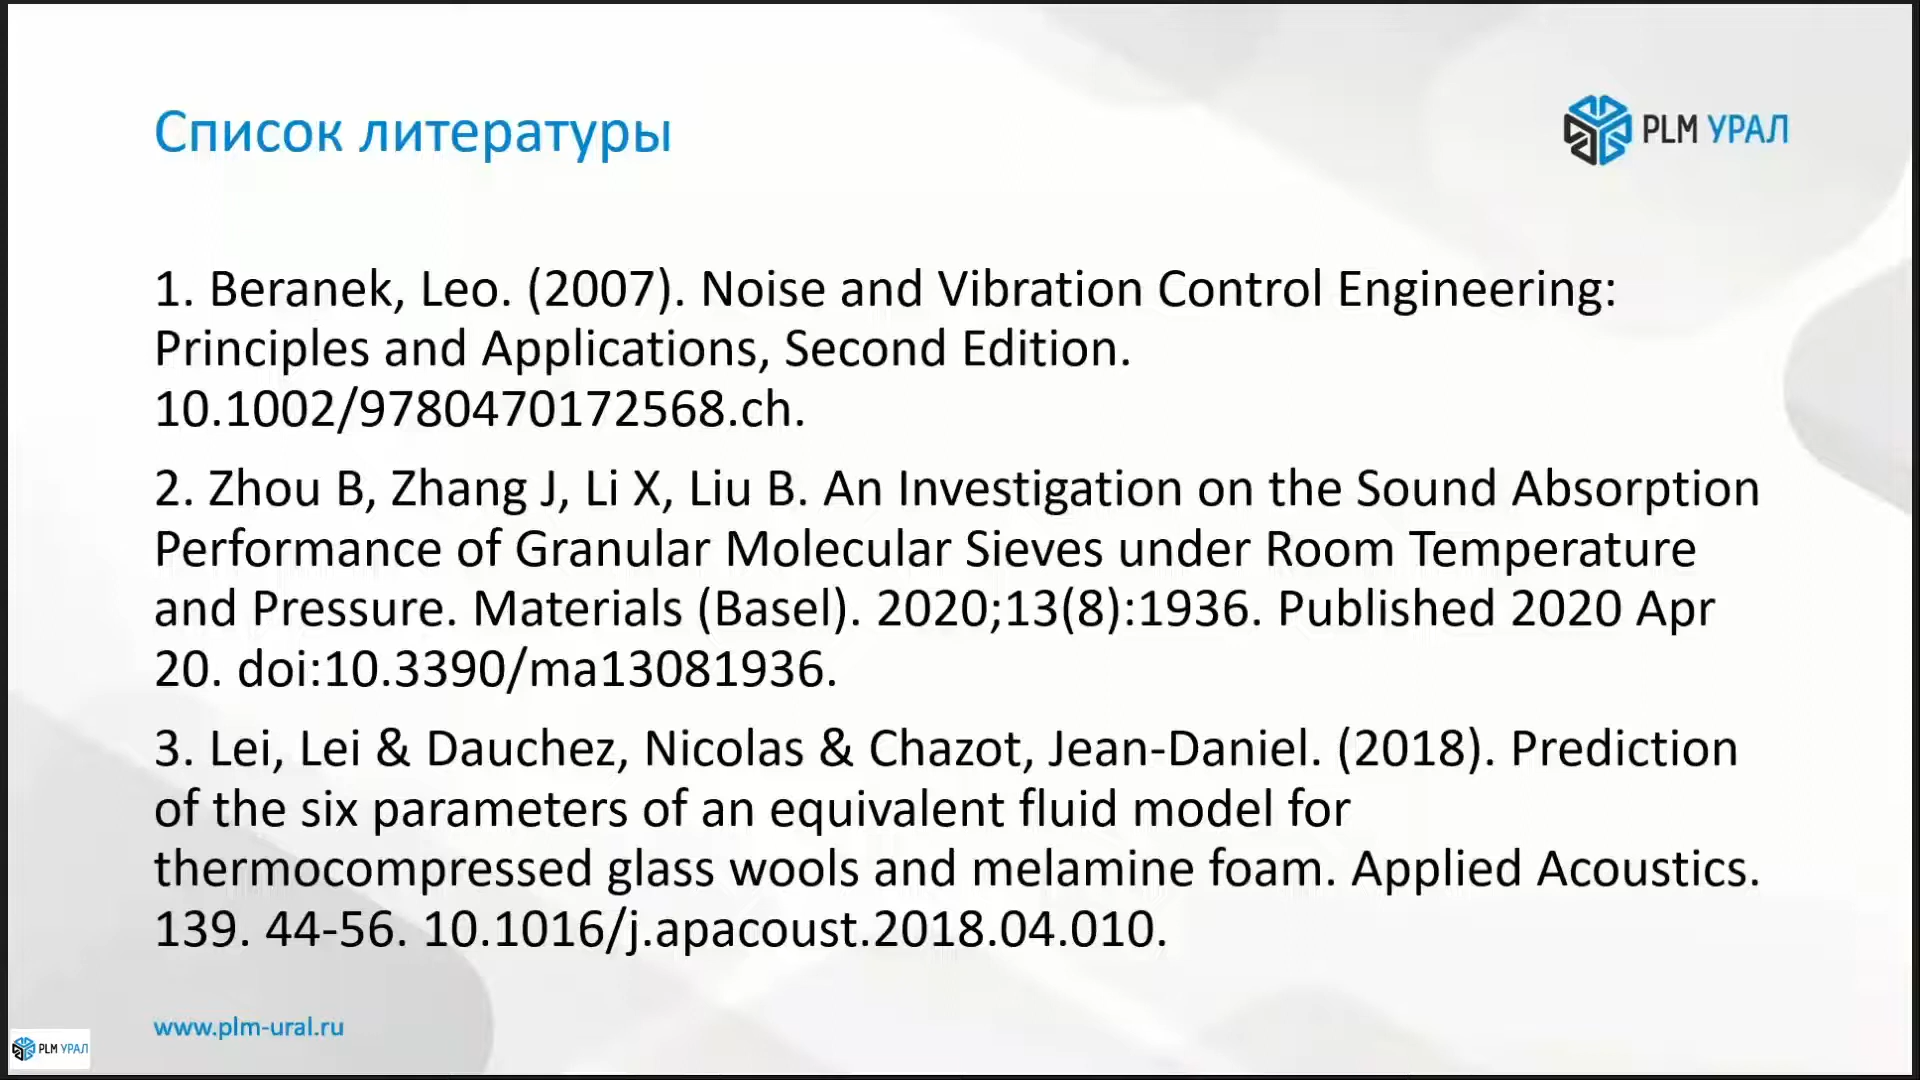 Список литературы
PLM УРАЛ
1. Beranek, Leo. (2007). Noise and Vibration Control Engineering:
Principles and Applications, Second Edition.
10.1002/9780470172568.ch.
2. Zhou B, Zhang J, Li X, Liu B. An Investigation on the Sound Absorption
Performance of Granular Molecular Sieves under Room Temperature
and Pressure. Materials (Basel). 2020;13(8):1936. Published 2020 Apr
20. doi:10.3390/ma13081936.
3. Lei, Lei & Dauchez, Nicolas & Chazot, Jean-Daniel. (2018). Prediction
of the six parameters of an equivalent fluid model for
thermocompressed glass wools and melamine foam. Applied Acoustics.
139. 44-56. 10.1016/j.apacoust.2018.04.010.
www.plm-ural.ru
PLM УРАЛ